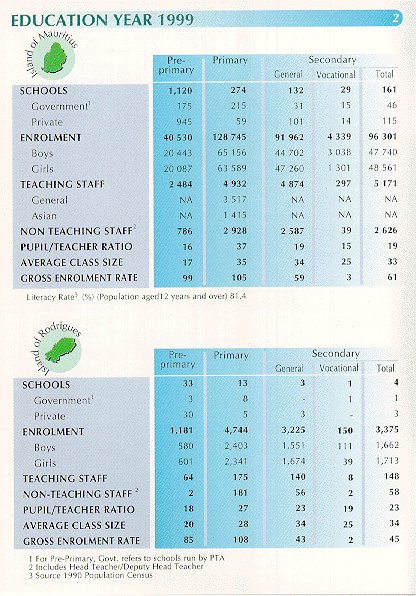 EDUCATION YEAR 1999
2
Island of Mauritius
Pre-primary Primary Secondary
General Vocational Total
SCHOOLS 1,120 274 132 29 161
Government1 175 215 31 15 46
Private 945 59 101 14 115
ENROLMENT 40 530 128 745 91 962 4 339 96 301
Boys 20 443 65 156 44 702 3 038 47 740
Girls 20 087 63 589 47 260 1 301 48 561
TEACHING STAFF 2 484 4 932 4 874 297 5 171
General NA 3 517 NA NA NA
Asian NA 1 415 NA NA NA
NON TEACHING STAFF2 786 2 928 2 587 39 2 626
PUPIL/TEACHER RATIO 16 37 19 15 19
AVERAGE CLASS SIZE 17 35 34 25 33
GROSS ENROLMENT RATE 99 105 59 3 61
Literacy Rate3 (%) (Population aged12 years and over) 81,4
Island of Rodrigues
Pre-primary Primary Secondary
General Vocational Total
SCHOOLS 33 13 3 1 4
Government1 3 8 - 1 1
Private 30 5 3 - 3
ENROLMENT 1,181 4,744 3,225 150 3,375
Boys 580 2,403 1,551 111 1,662
Girls 601 2,341 1,674 39 1,713
TEACHING STAFF 64 175 140 8 148
NON-TEACHING STAFF 2 2 181 56 2 58
PUPIL/TEACHER RATIO 18 27 23 19 23
AVERAGE CLASS SIZE 20 28 34 25 34
GROSS ENROLMENT RATE 85 108 43 2 45
1 For Pre-Primary, Govt. refers to schools run by PTA
2 Includes Head Teacher/Deputy Head Teacher
3 Source 1990 Population Census